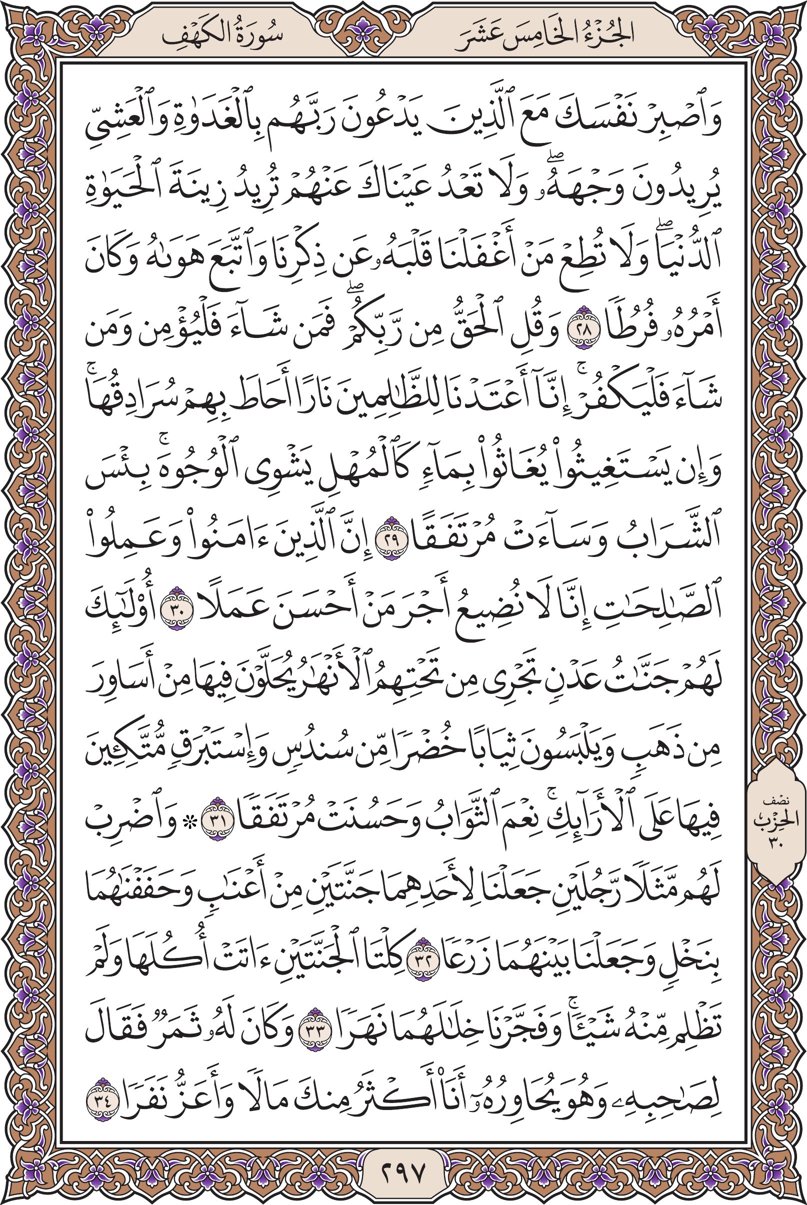 الجُزْءُ الخَامِسَ عَشَرَ
سُورَةُ الكَهْفِ
وَٱصْبِرْ نَفْسَكَ مَعَ ٱلَّذِينَ يَدْعُونَ رَبَّهُم بِٱلْغَدَوٰةِ وَٱلْعَشِيِّ
يُرِيدُونَ وَجْهَهُۥۖ وَلَا تَعْدُ عَيْنَاكَ عَنْهُمْ تُرِيدُ زِينَةَ ٱلْحَيَوٰةِ
ٱلدُّنْيَاۖ وَلَا تُطِعْ مَنْ أَغْفَلْنَا قَلْبَهُۥ عَن ذِكْرِنَا وَٱتَّبَعَ هَوَىٰهُ وَكَانَ
أَمْرُهُۥ فُرُطًا ٢٨ وَقُلِ ٱلْحَقُّ مِن رَّبِّكُمْۖ فَمَن شَآءَ فَلْيُؤْمِن وَمَن
شَآءَ فَلْيَكْفُرْۚ إِنَّآ أَعْتَدْنَا لِلظَّٰلِمِينَ نَارًا أَحَاطَ بِهِمْ سُرَادِقُهَاۚ
وَإِن يَسْتَغِيثُوا۟ يُغَاثُوا۟ بِمَآءٍ كَٱلْمُهْلِ يَشْوِى ٱلْوُجُوهَۚ بِئْسَ
ٱلشَّرَابُ وَسَآءَتْ مُرْتَفَقًا ٢٩ إِنَّ ٱلَّذِينَ ءَامَنُوا۟ وَعَمِلُوا۟
ٱلصَّٰلِحَٰتِ إِنَّا لَا نُضِيعُ أَجْرَ مَنْ أَحْسَنَ عَمَلًا ٣٠ أُو۟لَٰٓئِكَ
لَهُمْ جَنَّٰتُ عَدْنٍ تَجْرِى مِن تَحْتِهِمُ ٱلْأَنْهَٰرُ يُحَلَّوْنَ فِيهَا مِنْ أَسَاوِرَ
مِن ذَهَبٍ وَيَلْبَسُونَ ثِيَابًا خُضْرًا مِّن سُندُسٍ وَإِسْتَبْرَقٍ مُّتَّكِـِٔينَ
فِيهَا عَلَى ٱلْأَرَآئِكِۚ نِعْمَ ٱلثَّوَابُ وَحَسُنَتْ مُرْتَفَقًا ٣١ ۞ وَٱضْرِبْ
لَهُم مَّثَلًا رَّجُلَيْنِ جَعَلْنَا لِأَحَدِهِمَا جَنَّتَيْنِ مِنْ أَعْنَٰبٍ وَحَفَفْنَٰهُمَا
بِنَخْلٍ وَجَعَلْنَا بَيْنَهُمَا زَرْعًا ٣٢ كِلْتَا ٱلْجَنَّتَيْنِ ءَاتَتْ أُكُلَهَا وَلَمْ
تَظْلِم مِّنْهُ شَيْـًٔاۚ وَفَجَّرْنَا خِلَٰلَهُمَا نَهَرًا ٣٣ وَكَانَ لَهُۥ ثَمَرٌ فَقَالَ
لِصَٰحِبِهِۦ وَهُوَ يُحَاوِرُهُۥٓ أَنَا۠ أَكْثَرُ مِنكَ مَالًا وَأَعَزُّ نَفَرًا ٣٤
نصف
الحزب
٣٠
٢٩٧